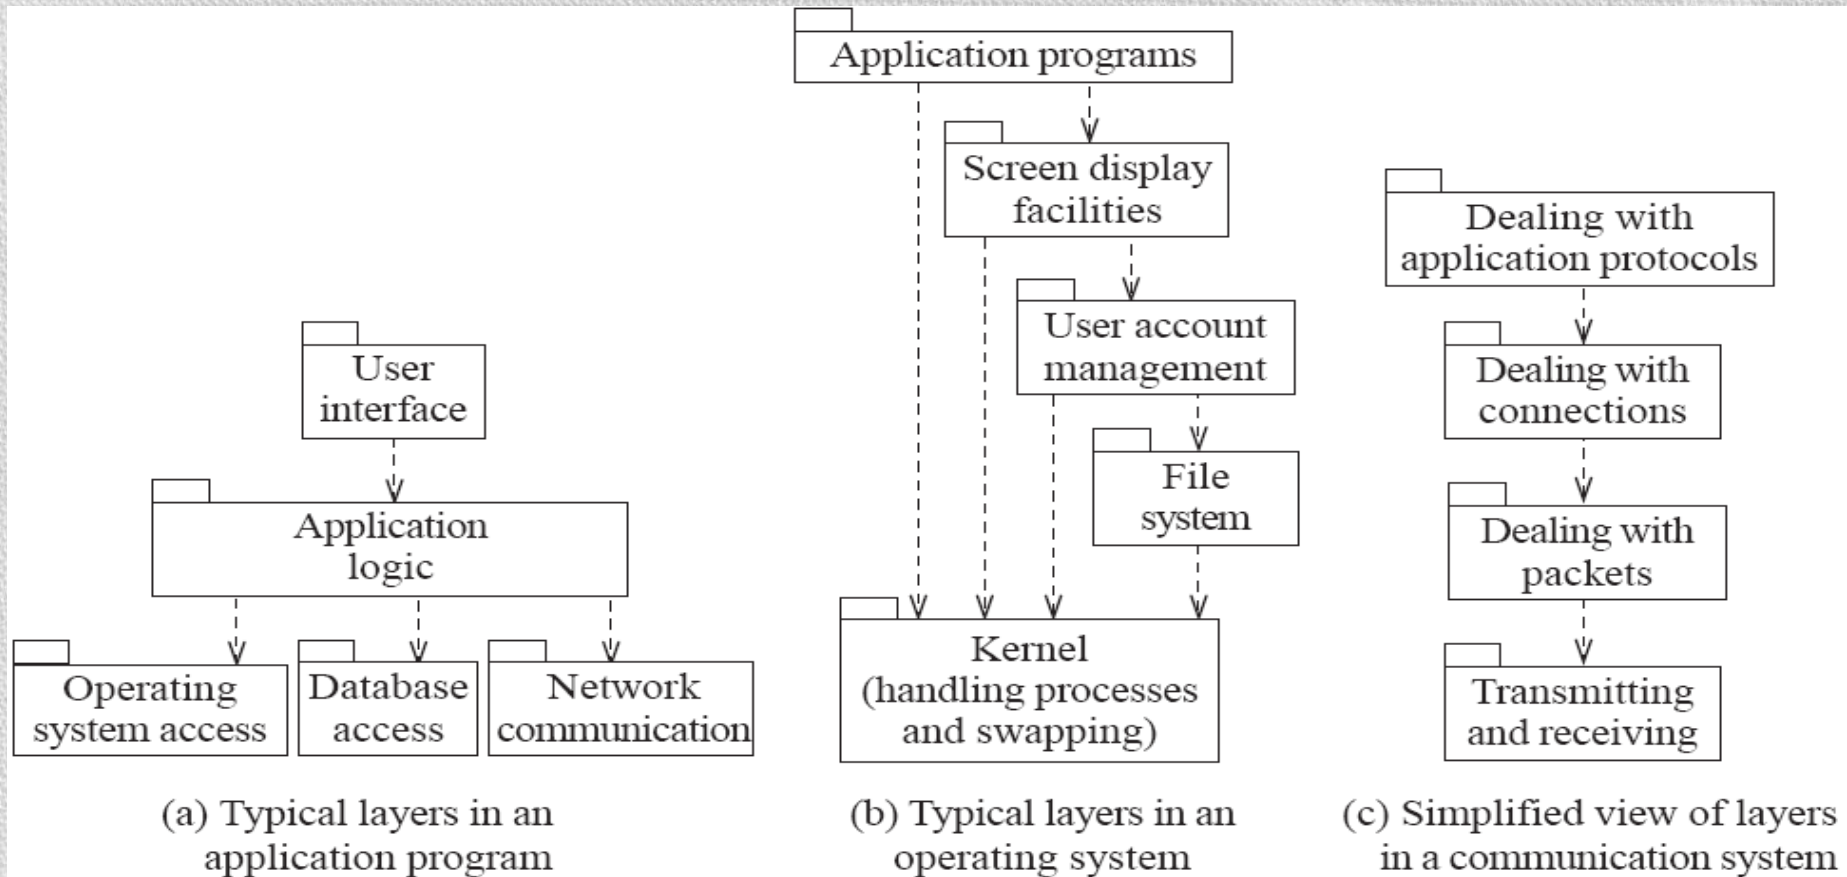 User
interface
Application
logic
Operating
system access
Database
access
Network
communication
(a) Typical layers in an
application program
Application programs
Screen display
facilities
User account
management
File
system
Kernel
(handling processes
and swapping)
(b) Typical layers in an
operating system
Dealing with
application protocols
Dealing with
connections
Dealing with
packets
Transmitting
and receiving
(c) Simplified view of layers
in a communication system